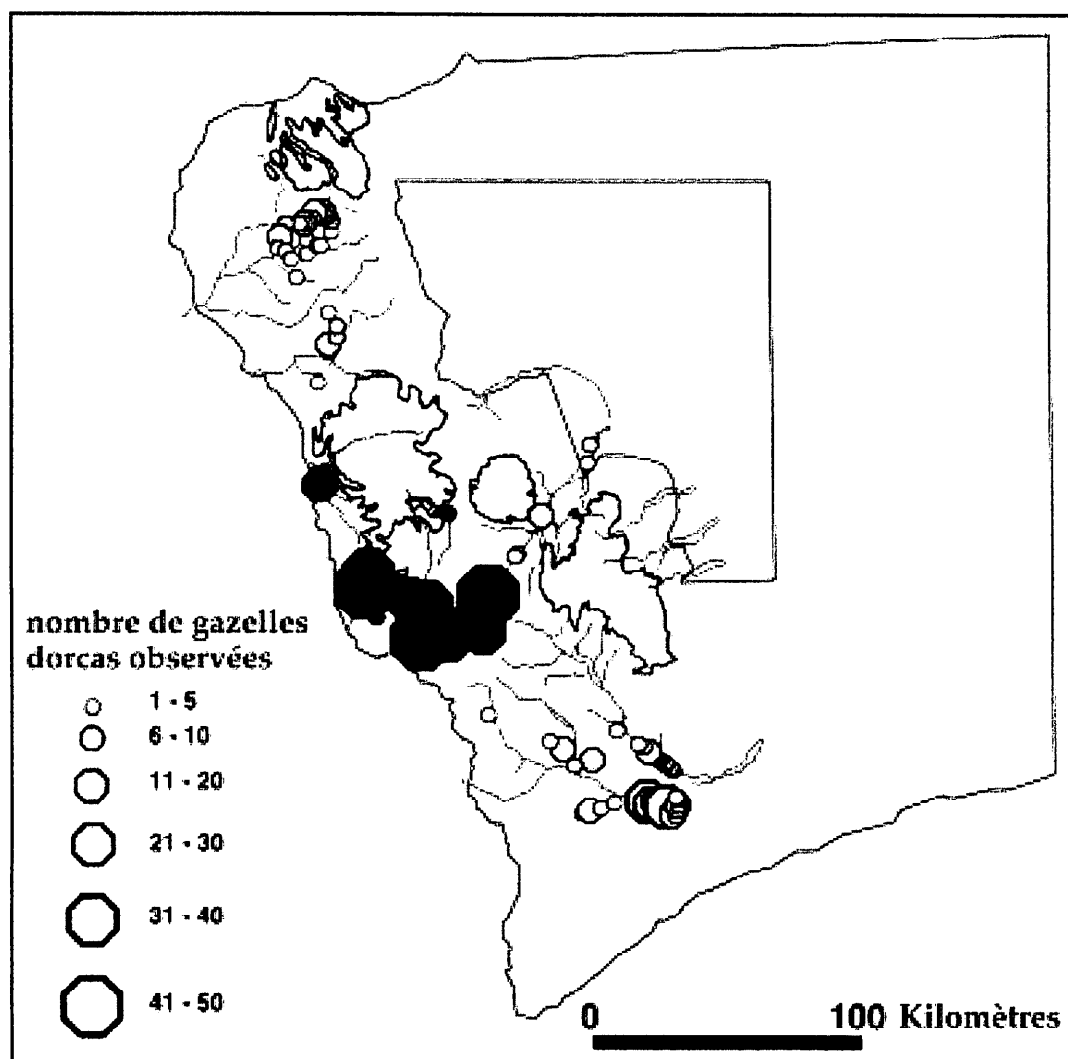 nombre de gazelles
dorcas observées
1 - 5
6 - 10
11 - 20
21 - 30
31 - 40
41 - 50
0 100 Kilomètres